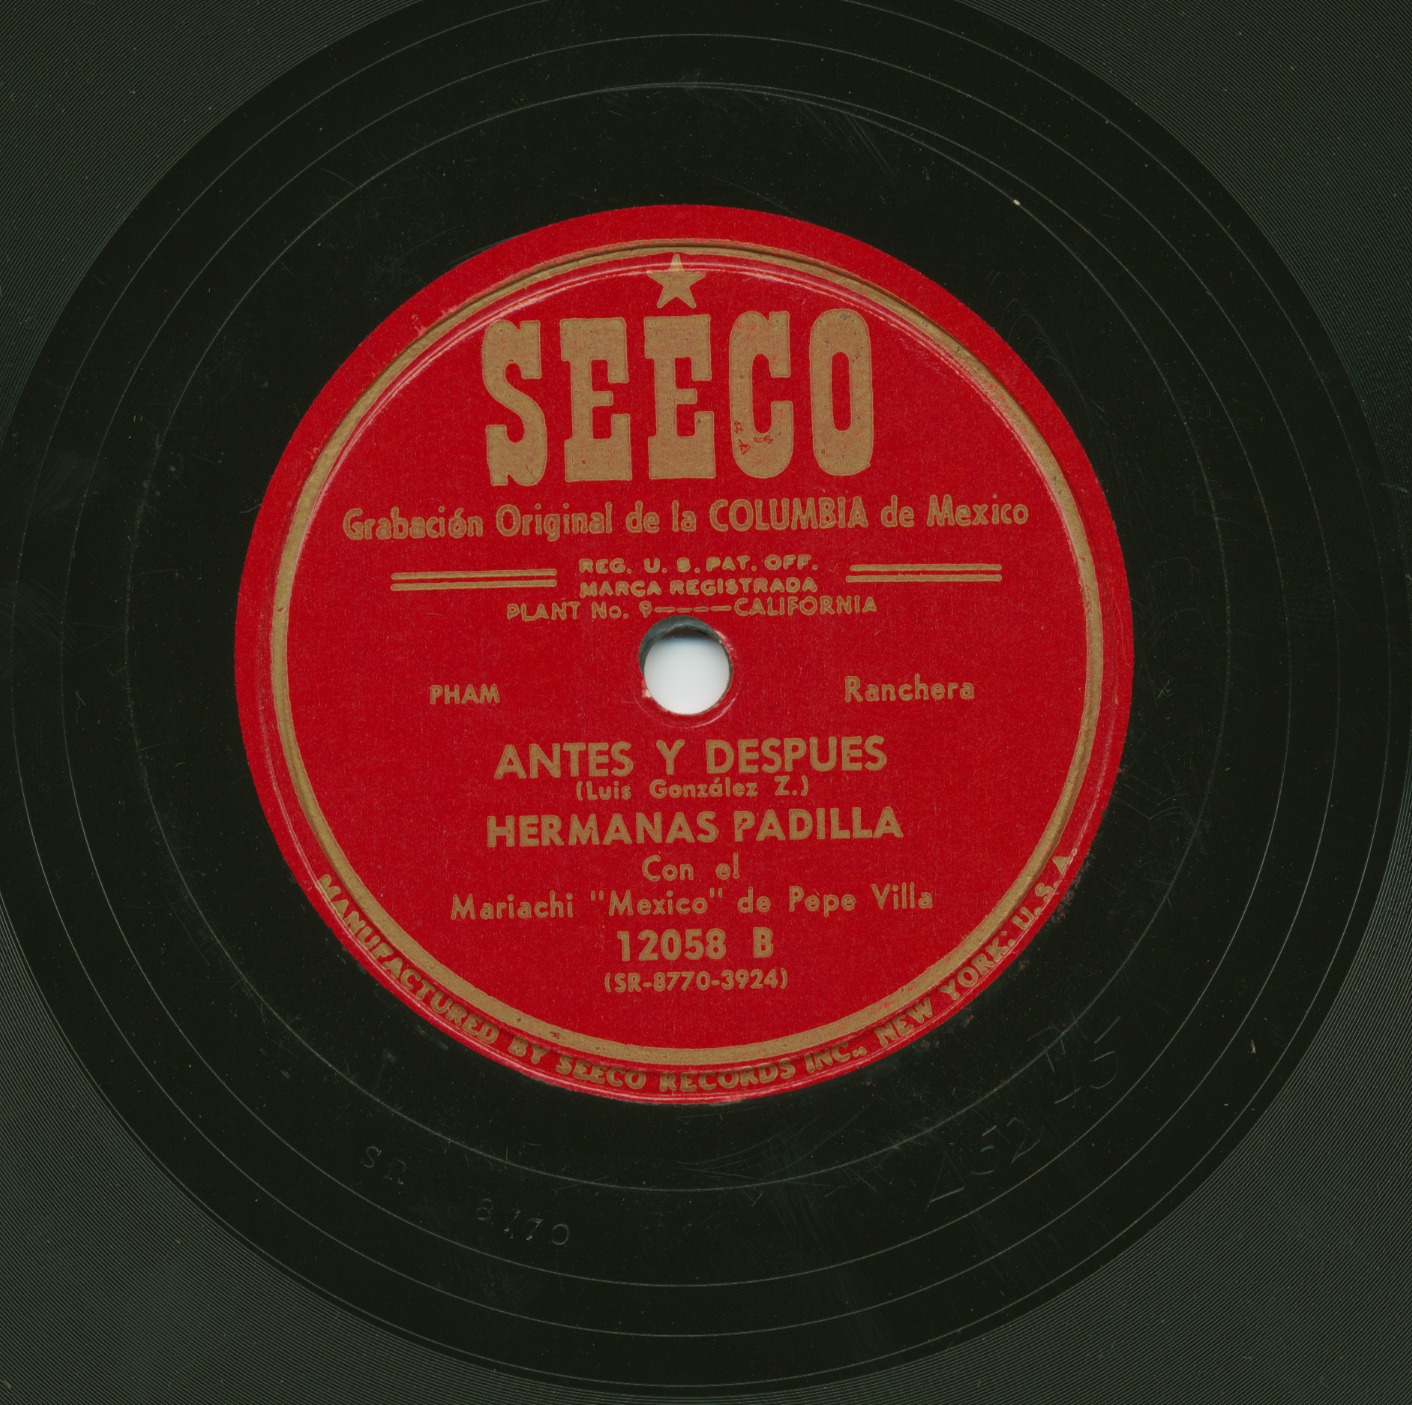 SEECO
Grabación Original de la COLUMBIA de Mexico
REG. U. S. PAT. OFF.
MARCA REGISTRADA
PLANT No. 9----CALIFORNIA
PHAM
Ranchera
ANTES Y DESPUES
(Luis González Z.)
HERMANAS PADILLA
Con el
Mariachi "Mexico" de Pepe Villa
12058 B
(SR-8770-3924)
MANUFACTURED BY SEECO RECORDS INC., NEW YORK, U.S.A.
SR 8770